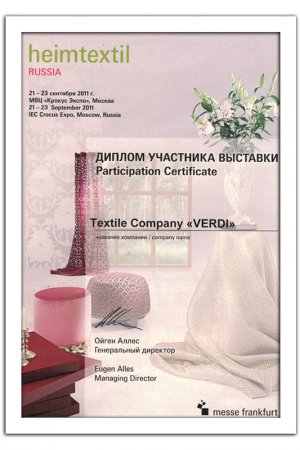 heimtextil
RUSSIA
21 – 23 сентября 2011 г.
МВЦ «Крокус Экспо», Москва
21 – 23 September 2011
IEC Crocus Expo, Moscow, Russia
ДИПЛОМ УЧАСТНИКА ВЫСТАВКИ
Participation Certificate
Textile Company «VERDI»
название компании / company name
Ойген Аллес
Генеральный директор
Eugen Alles
Managing Director
messe frankfurt